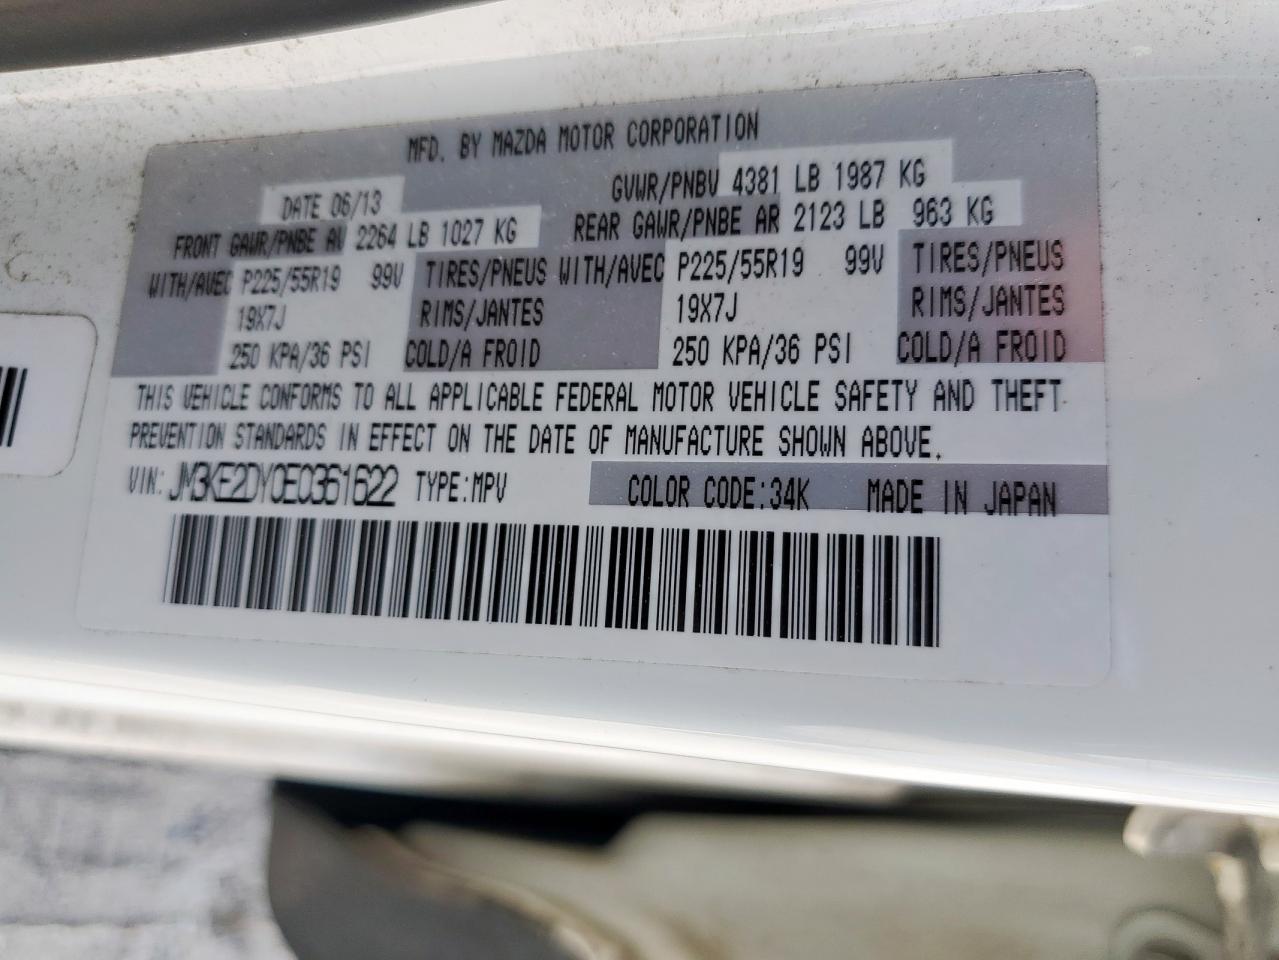 MFD. BY MAZDA MOTOR CORPORATION
DATE 06/13 GVWR/PNBV 4381 LB 1987 KG
FRONT GAWR/PNBE AV 2264 LB 1027 KG REAR GAWR/PNBE AR 2123 LB 963 KG
WITH/AVEC P225/55R19 99V TIRES/PNEUS WITH/AVEC P225/55R19 99V TIRES/PNEUS
19X7J RIMS/JANTES 19X7J RIMS/JANTES
250 KPA/36 PSI COLD/A FROID 250 KPA/36 PSI COLD/A FROID
THIS VEHICLE CONFORMS TO ALL APPLICABLE FEDERAL MOTOR VEHICLE SAFETY AND THEFT
PREVENTION STANDARDS IN EFFECT ON THE DATE OF MANUFACTURE SHOWN ABOVE.
VIN: JM3KE2DY0E0361622 TYPE:MPV COLOR CODE:34K MADE IN JAPAN